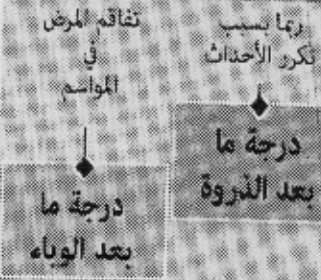 ربما بسبب
تكرر الأحداث
درجة ما
بعد الذروة
تفاقم المرض
في
المواسم
درجة ما
بعد الوباء